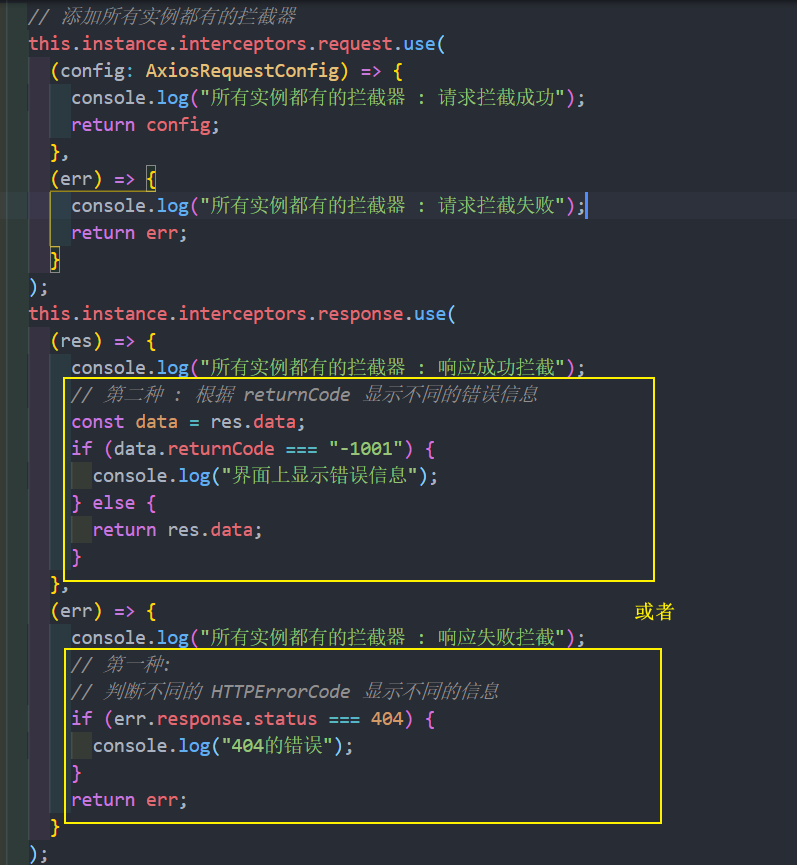 // 添加所有实例都有的拦截器
this.instance.interceptors.request.use(
(config: AxiosRequestConfig) => {
console.log("所有实例都有的拦截器 : 请求拦截成功");
return config;
},
(err) => {
console.log("所有实例都有的拦截器 : 请求拦截失败");
return err;
}
);
this.instance.interceptors.response.use(
(res) => {
console.log("所有实例都有的拦截器 : 响应成功拦截");
// 第二种 : 根据 returnCode 显示不同的错误信息
const data = res.data;
if (data.returnCode === "-1001") {
console.log("界面上显示错误信息");
} else {
return res.data;
}
},
(err) => {
或者
console.log("所有实例都有的拦截器 : 响应失败拦截");
// 第一种:
// 判断不同的 HTTPErrorCode 显示不同的信息
if (err.response.status === 404) {
console.log("404的错误");
}
return err;
}
);